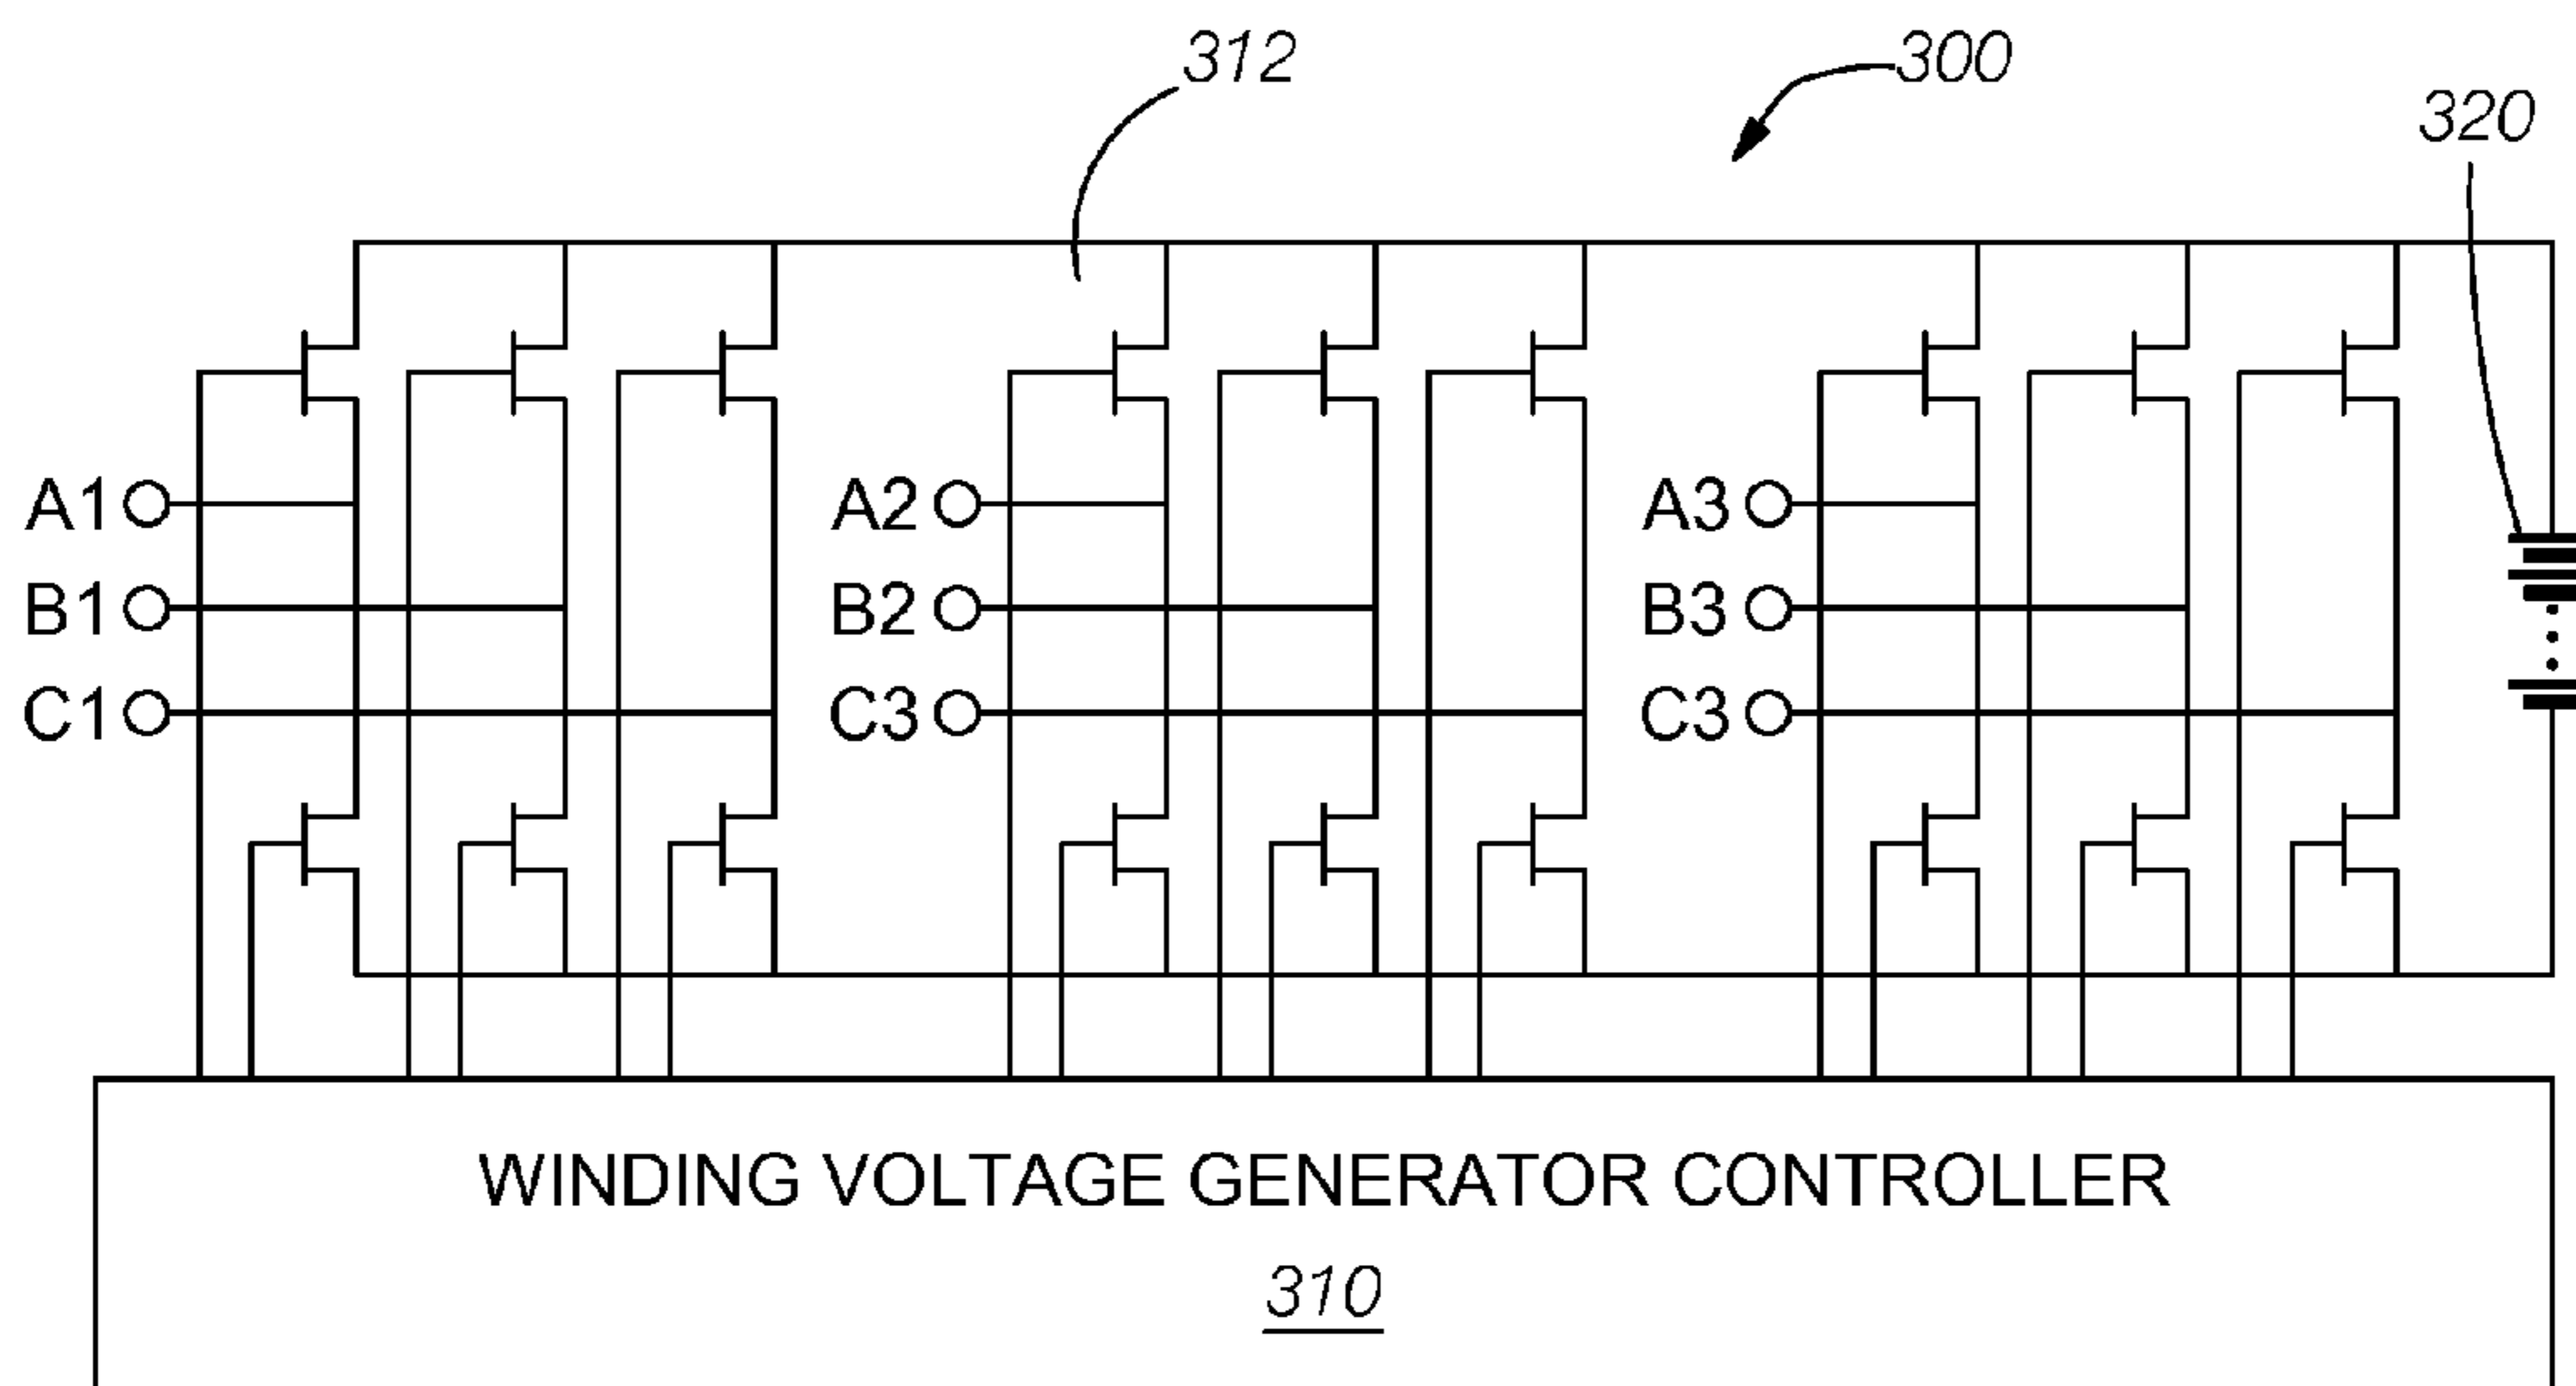 312
300
320
A1
A2
A3
B1
B2
B3
C1
C3
C3
WINDING VOLTAGE GENERATOR CONTROLLER
310